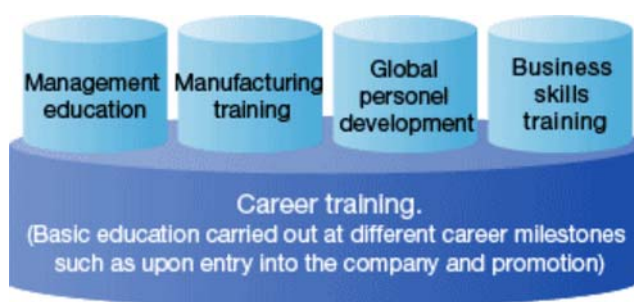 Management
education
Manufacturing
training
Global
personel
development
Business
skills
training
Career training.
(Basic education carried out at different career milestones
such as upon entry into the company and promotion)